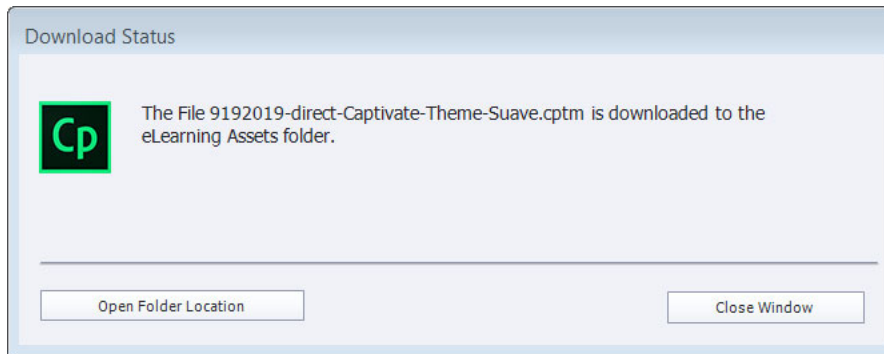 Download Status
Cp
The File 9192019-direct-Captivate-Theme-Suave.cptm is downloaded to the
eLearning Assets folder.
Open Folder Location
Close Window